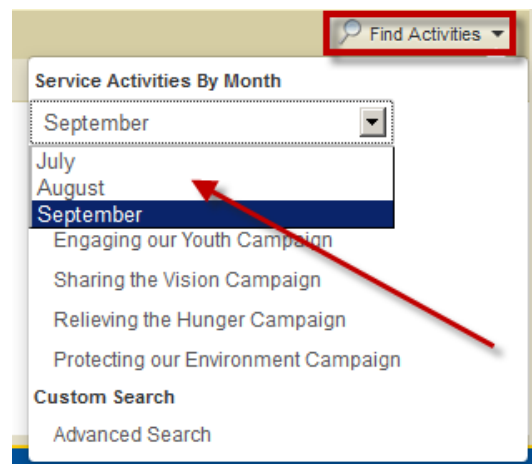 Find Activities
Service Activities By Month
September
July
August
September
Engaging our Youth Campaign
Sharing the Vision Campaign
Relieving the Hunger Campaign
Protecting our Environment Campaign
Custom Search
Advanced Search